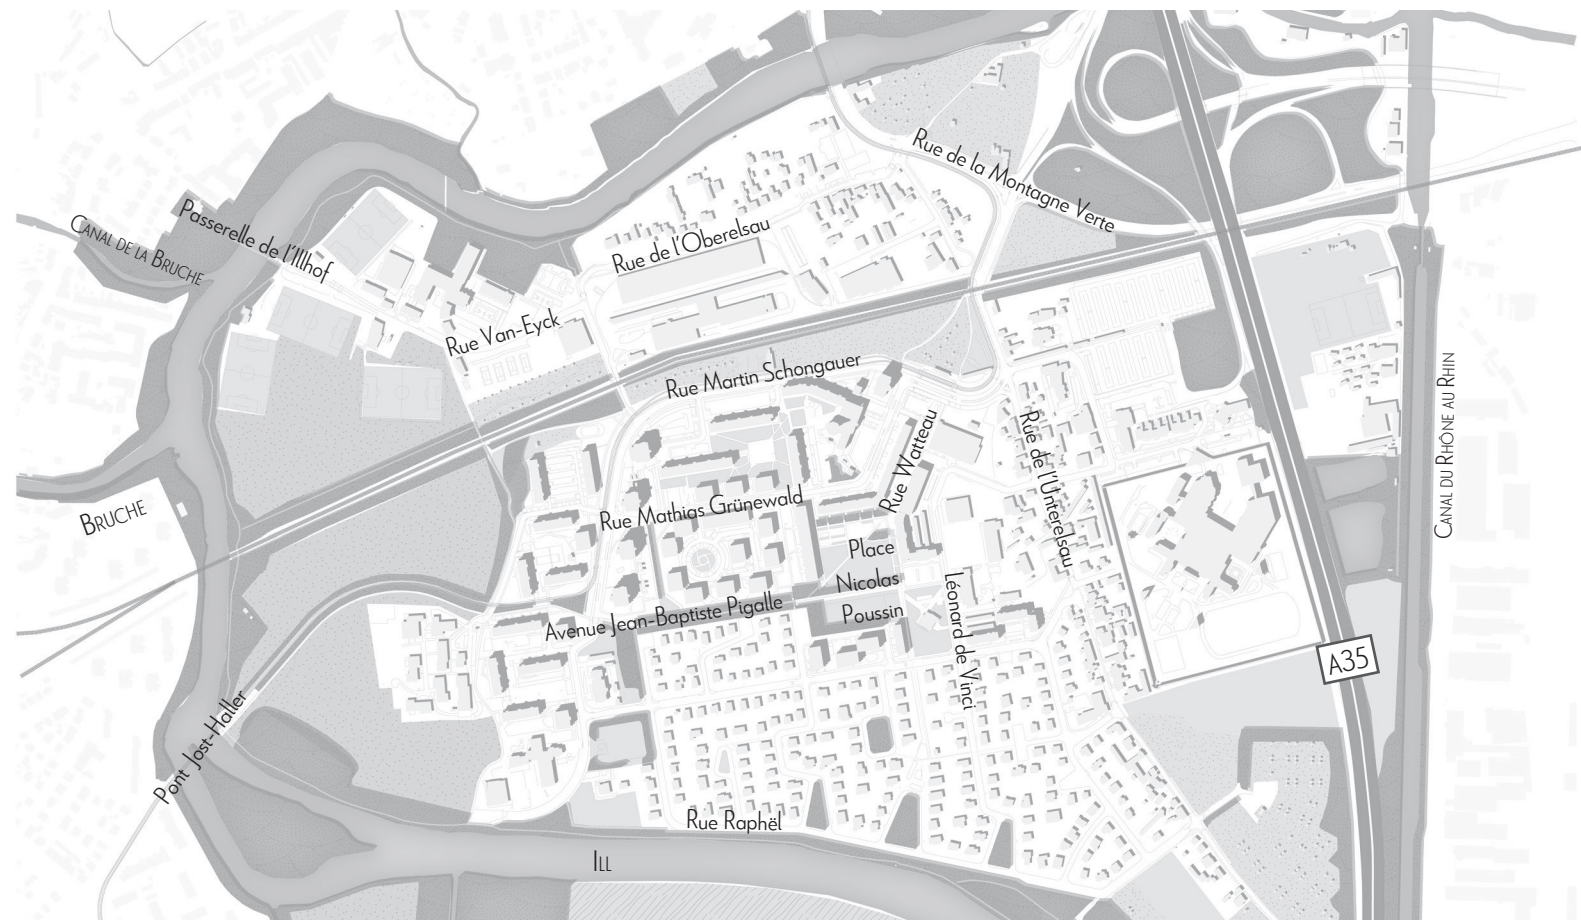 Rue de la Montagne Verte
Passerelle de l'Illhof
CANAL DE LA BRUCHE
Rue de l'Oberelsau
Rue Van-Eyck
Rue Martin Schongauer
CANAL DU RHÔNE AU RHIN
Rue Watteau
Rue de l'Unterelsau
BRUCHE
Rue Mathias Grünewald
Place
Nicolas
Poussin
Avenue Jean-Baptiste Pigalle
Léonard de Vinci
A35
Pont Jost-Haller
Rue Raphël
ILL